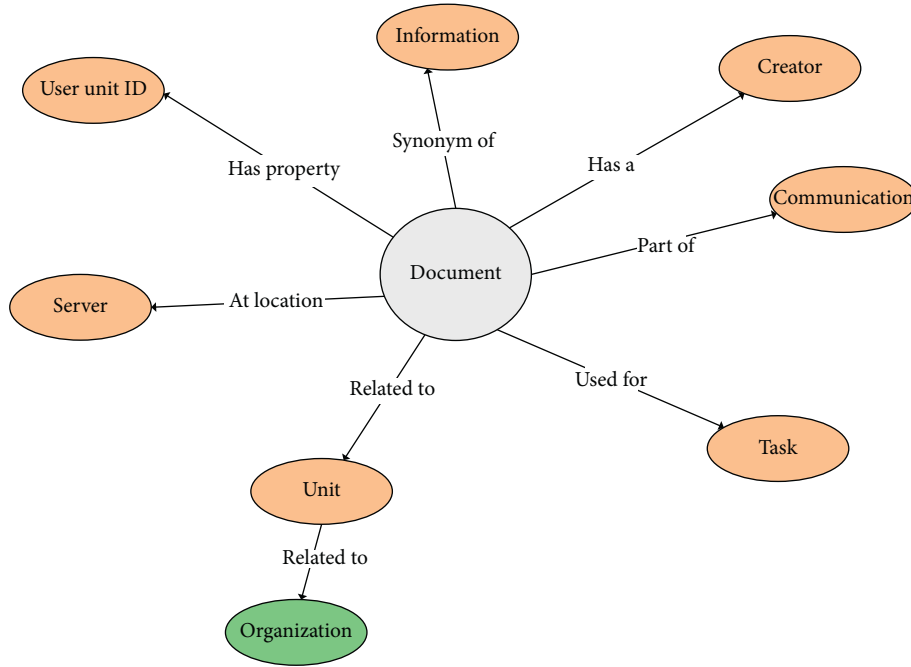 Information
Creator
User unit ID
Synonym of
Has a
Has property
Communication
Part of
Document
Server
At location
Related to
Used for
Task
Unit
Related to
Organization